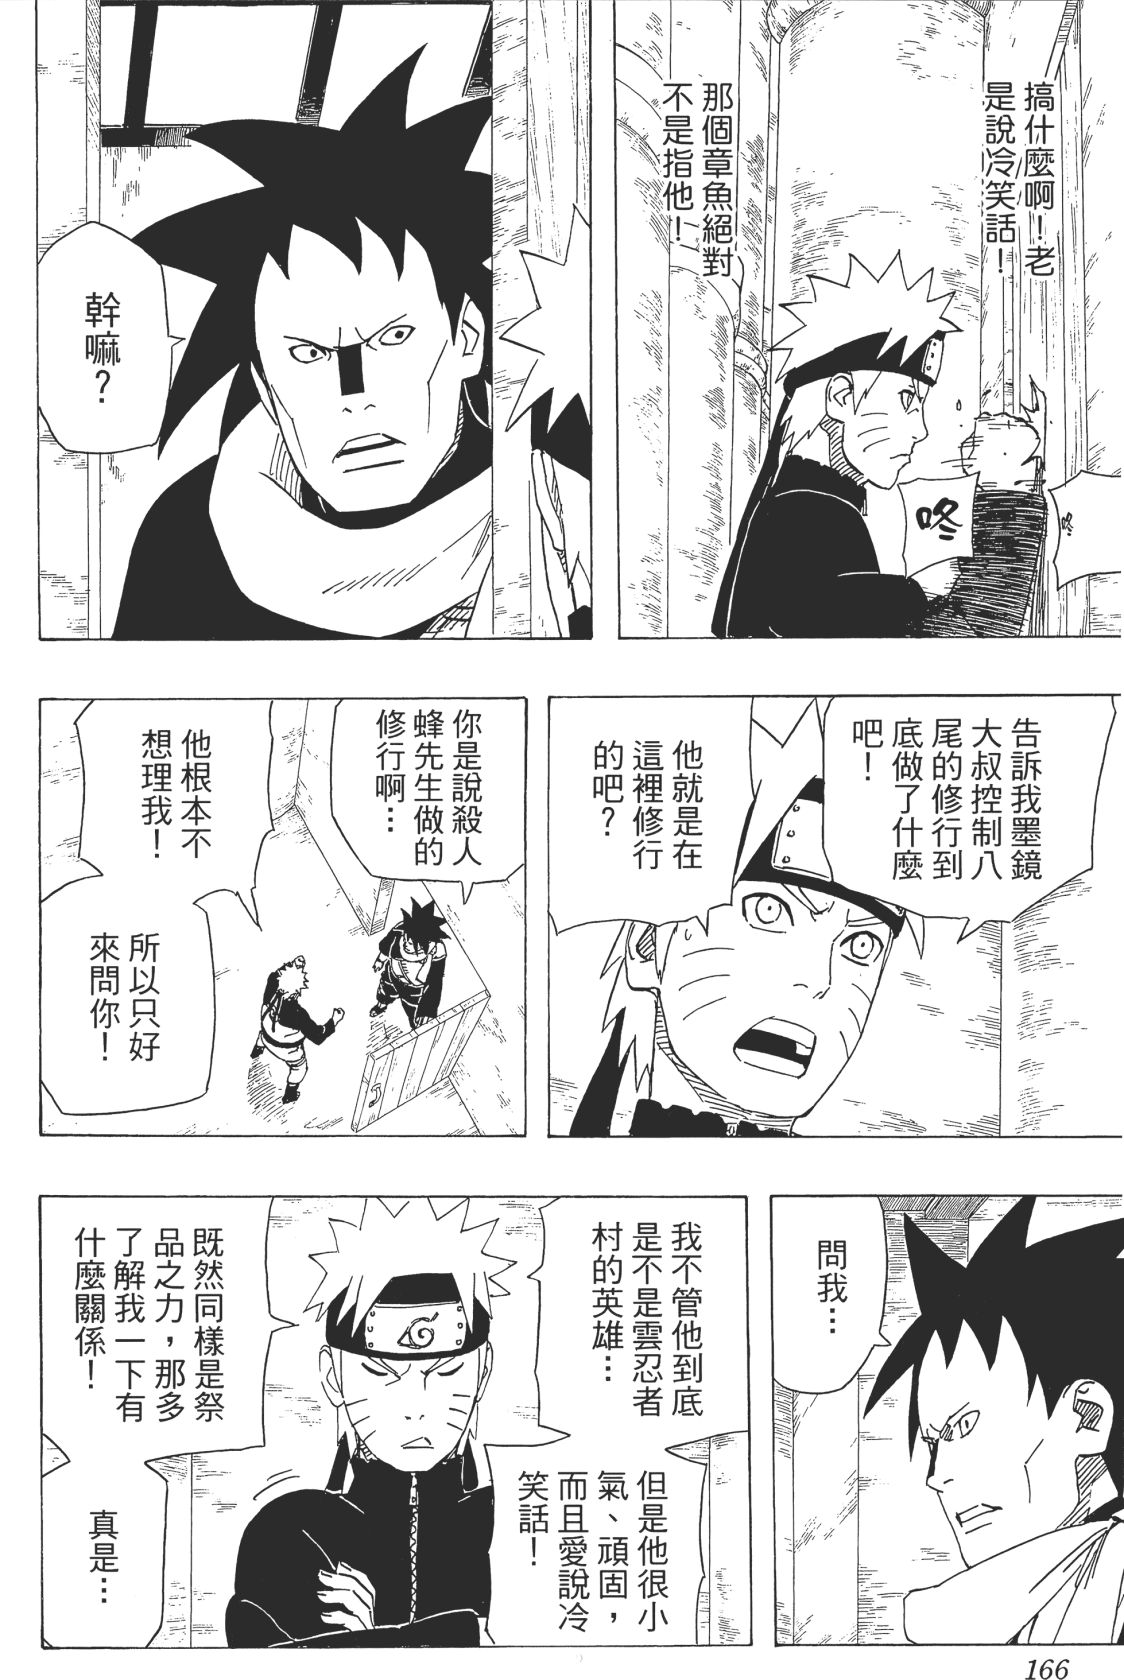 搞什麼啊！老
是說冷笑話！
那個章魚絕對
不是指他！
咚
咚
幹嘛？
告訴我墨鏡
大叔控制八
尾的修行到
底做了什麼
吧！
他就是在
這裡修行
的吧？
你是說殺人
蜂先生做的
修行啊…
他根本不
想理我！
所以只好
來問你！
問我…
我不管他到底
是不是雲忍者
村的英雄…
但是他很小
氣、頑固，
而且愛說冷
笑話！
既然同樣是祭
品之力，那多
了解我一下有
什麼關係！
真是…
166